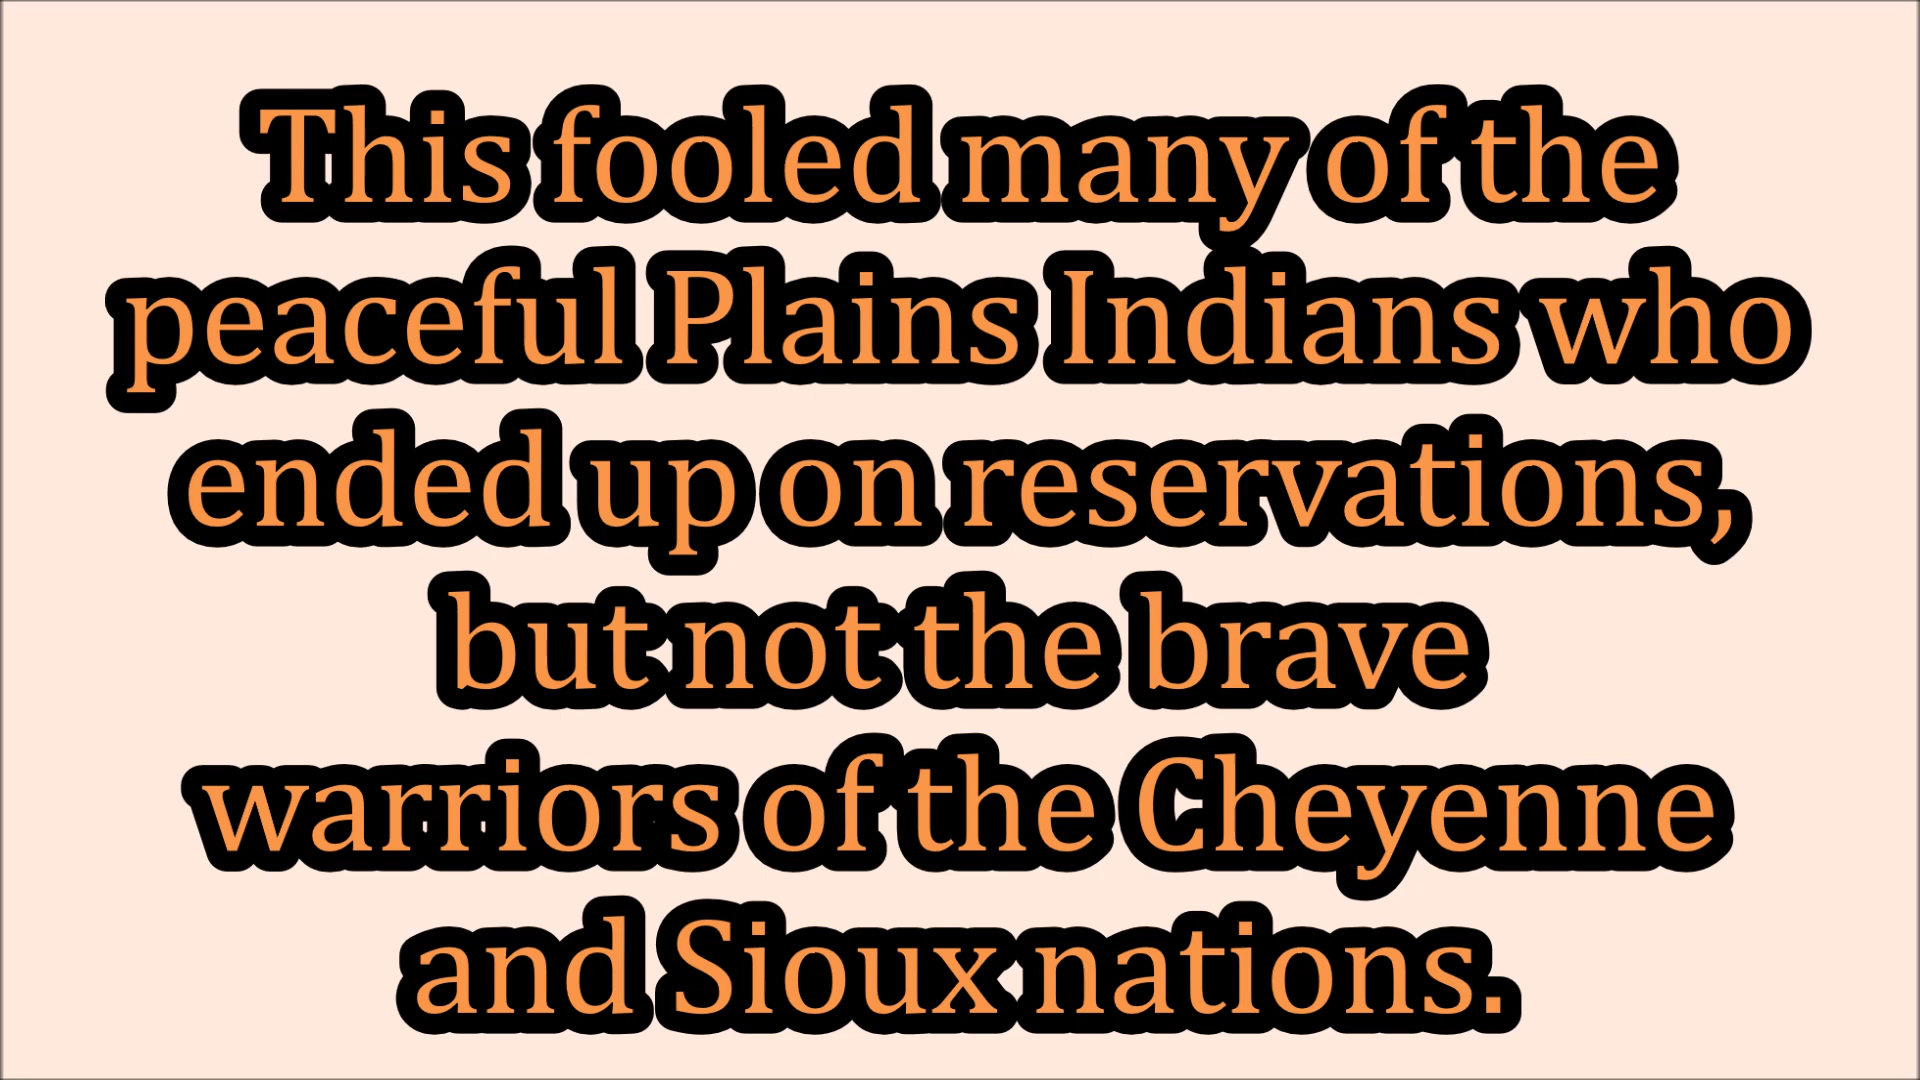 This fooled many of the
peaceful Plains Indians who
ended up on reservations,
but not the brave
warriors of the Cheyenne
and Sioux nations.